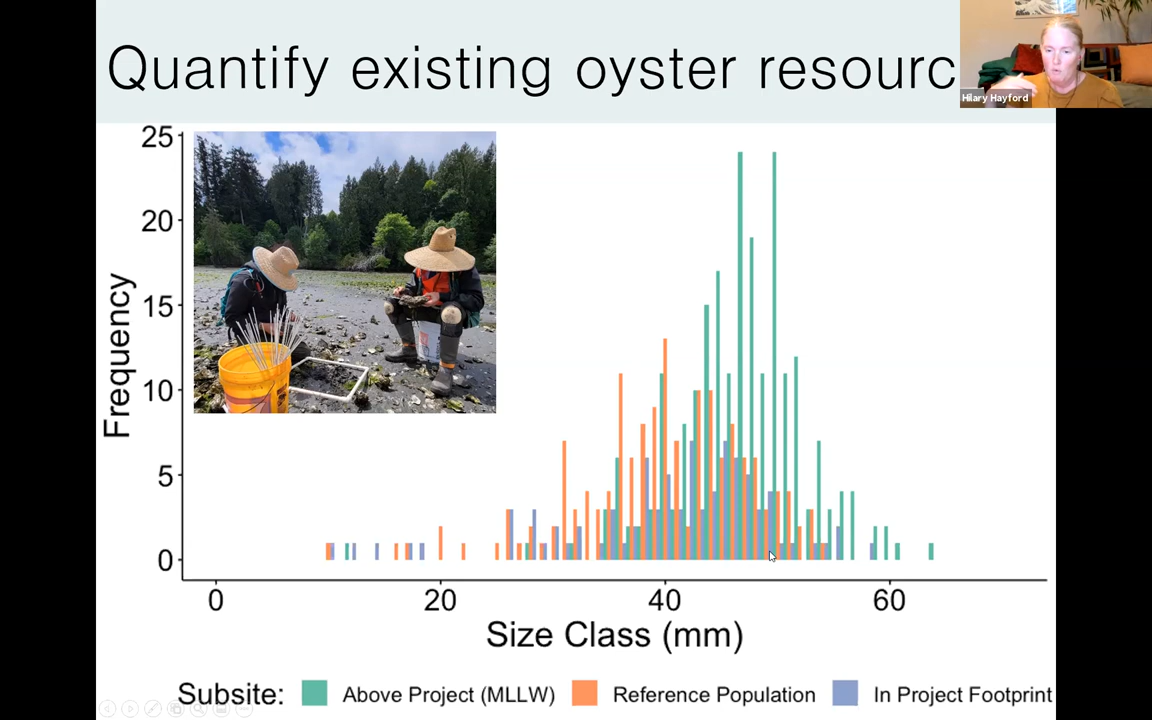 Quantify existing oyster resourc
Hilary Hayford
25
20
15
10
5
0
Frequency
0 20 40 60
Size Class (mm)
Subsite: Above Project (MLLW) Reference Population In Project Footprint